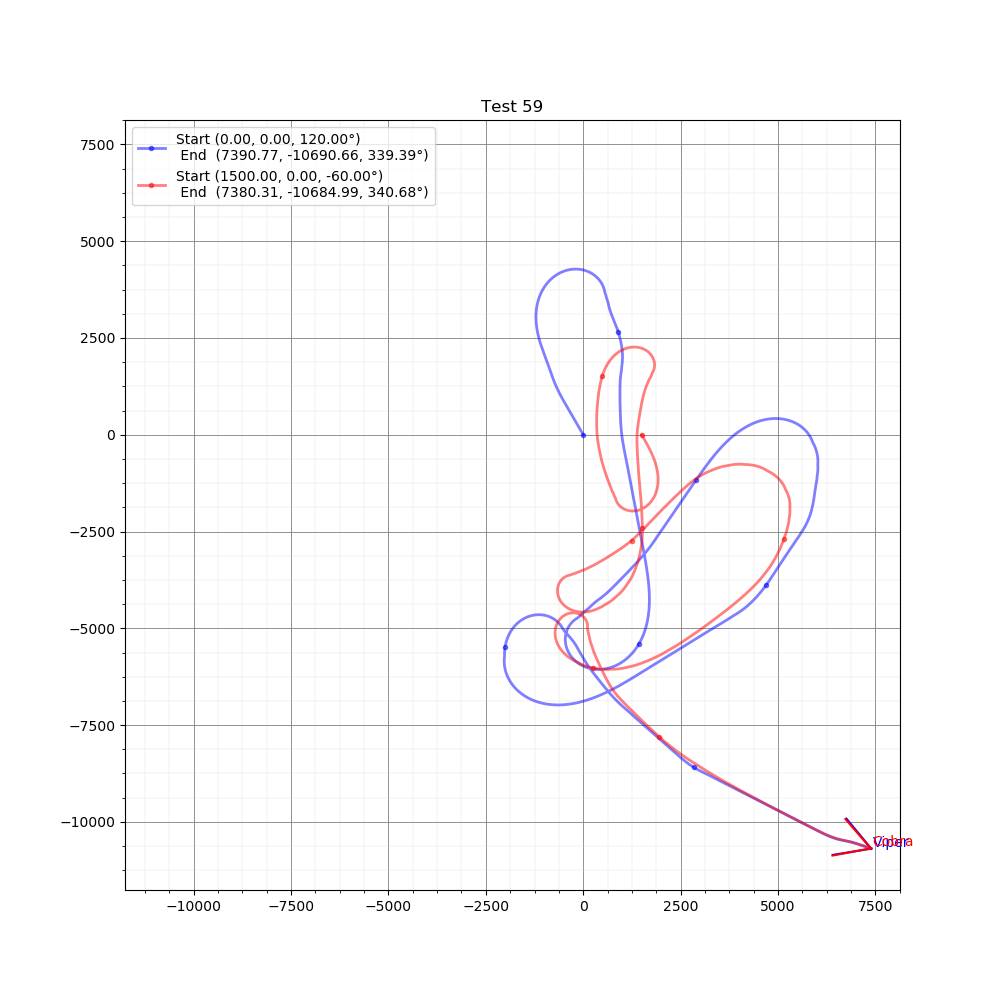 Test 59
Start (0.00, 0.00, 120.00°)
End  (7390.77, -10690.66, 339.39°)
Start (1500.00, 0.00, -60.00°)
End  (7380.31, -10684.99, 340.68°)
7500
5000
2500
0
−2500
−5000
−7500
−10000
Viper
Cobra
−10000 −7500 −5000 −2500 0 2500 5000 7500